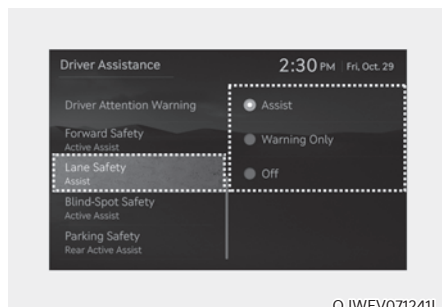 Driver Assistance
2:30 PM Fri, Oct. 29
Driver Attention Warning
Forward Safety
Active Assist
Lane Safety
Assist
Blind-Spot Safety
Active Assist
Parking Safety
Rear Active Assist
Assist
Warning Only
Off